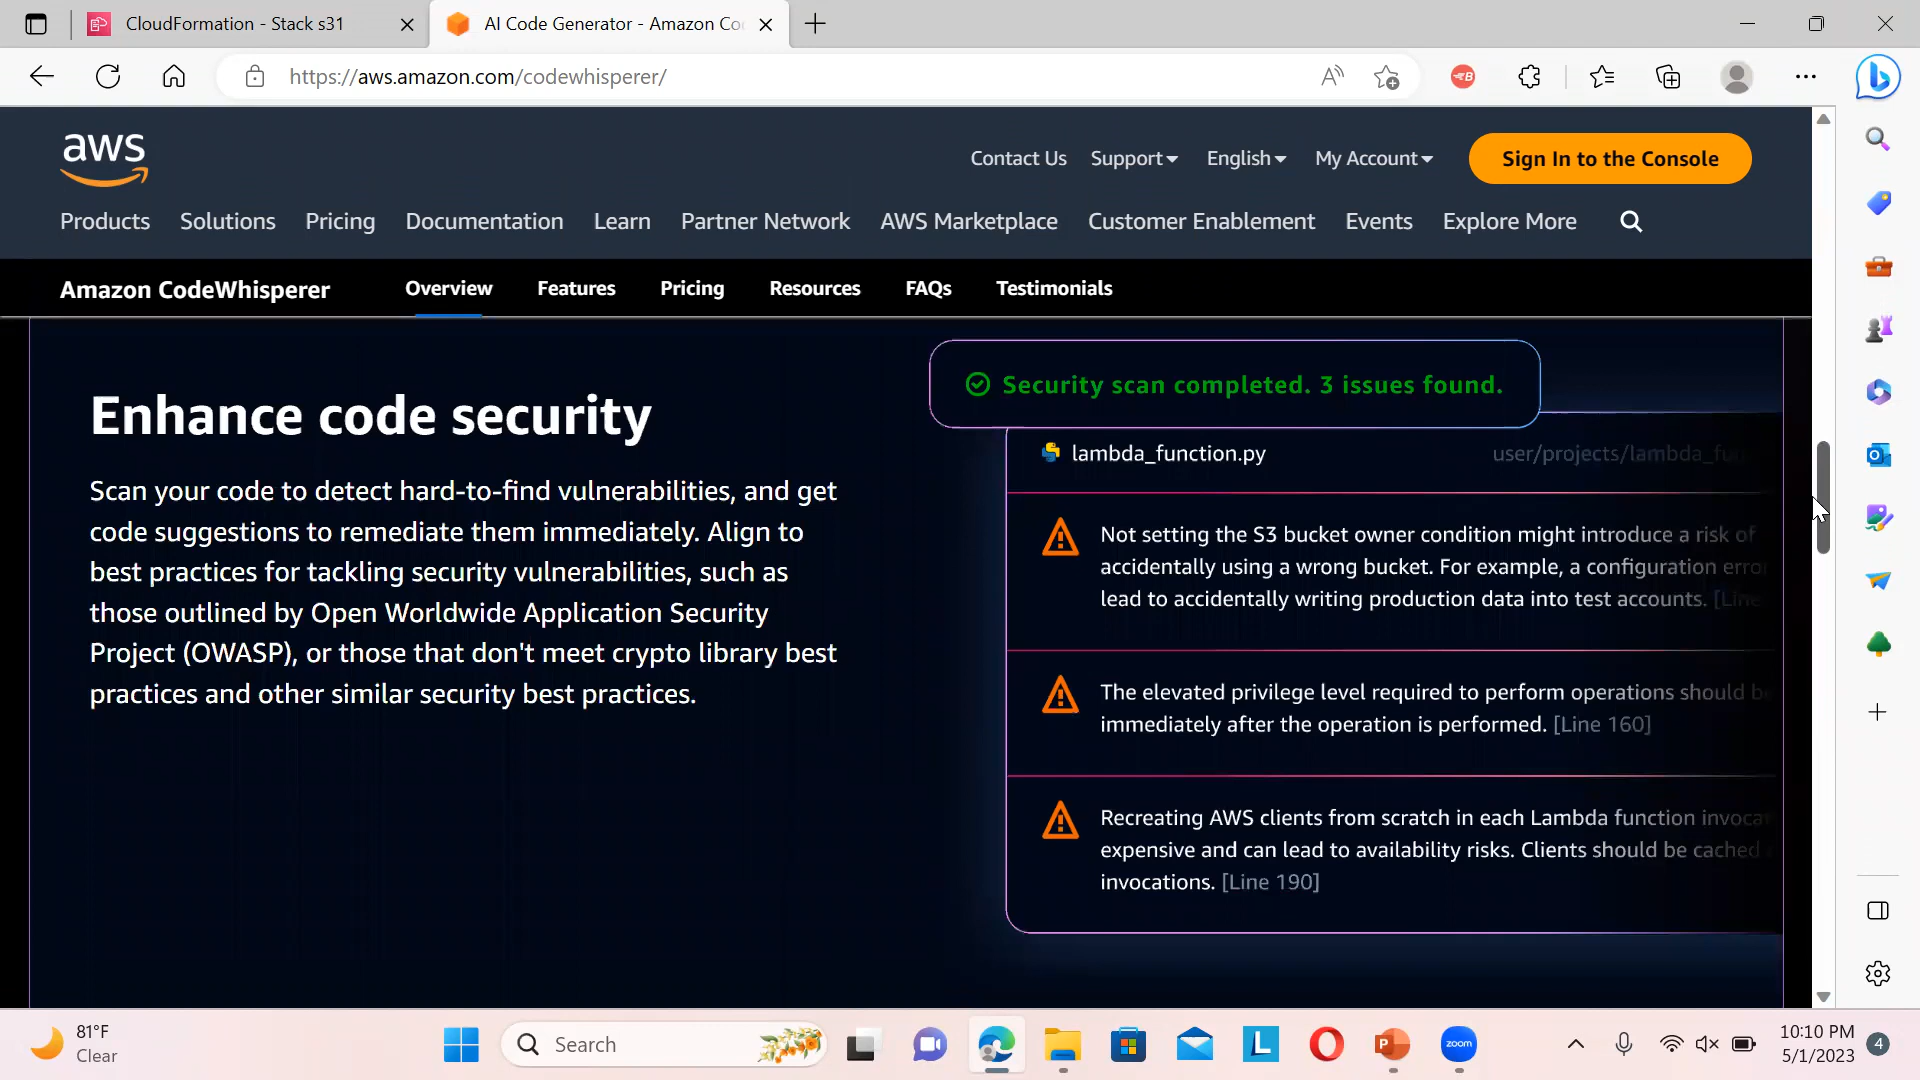 CloudFormation - Stack s31
AI Code Generator - Amazon Co
https://aws.amazon.com/codewhisperer/
aws
Contact Us Support English My Account Sign In to the Console
Products Solutions Pricing Documentation Learn Partner Network AWS Marketplace Customer Enablement Events Explore More
Amazon CodeWhisperer Overview Features Pricing Resources FAQs Testimonials
Enhance code security
Scan your code to detect hard-to-find vulnerabilities, and get
code suggestions to remediate them immediately. Align to
best practices for tackling security vulnerabilities, such as
those outlined by Open Worldwide Application Security
Project (OWASP), or those that don't meet crypto library best
practices and other similar security best practices.
Security scan completed. 3 issues found.
lambda_function.py user/projects/lambda_fu
Not setting the S3 bucket owner condition might introduce a risk of
accidentally using a wrong bucket. For example, a configuration erro
lead to accidentally writing production data into test accounts. [Line
The elevated privilege level required to perform operations should be
immediately after the operation is performed. [Line 160]
Recreating AWS clients from scratch in each Lambda function invoca
expensive and can lead to availability risks. Clients should be cached
invocations. [Line 190]
81°F
Clear
Search
zoom
10:10 PM
5/1/2023
4